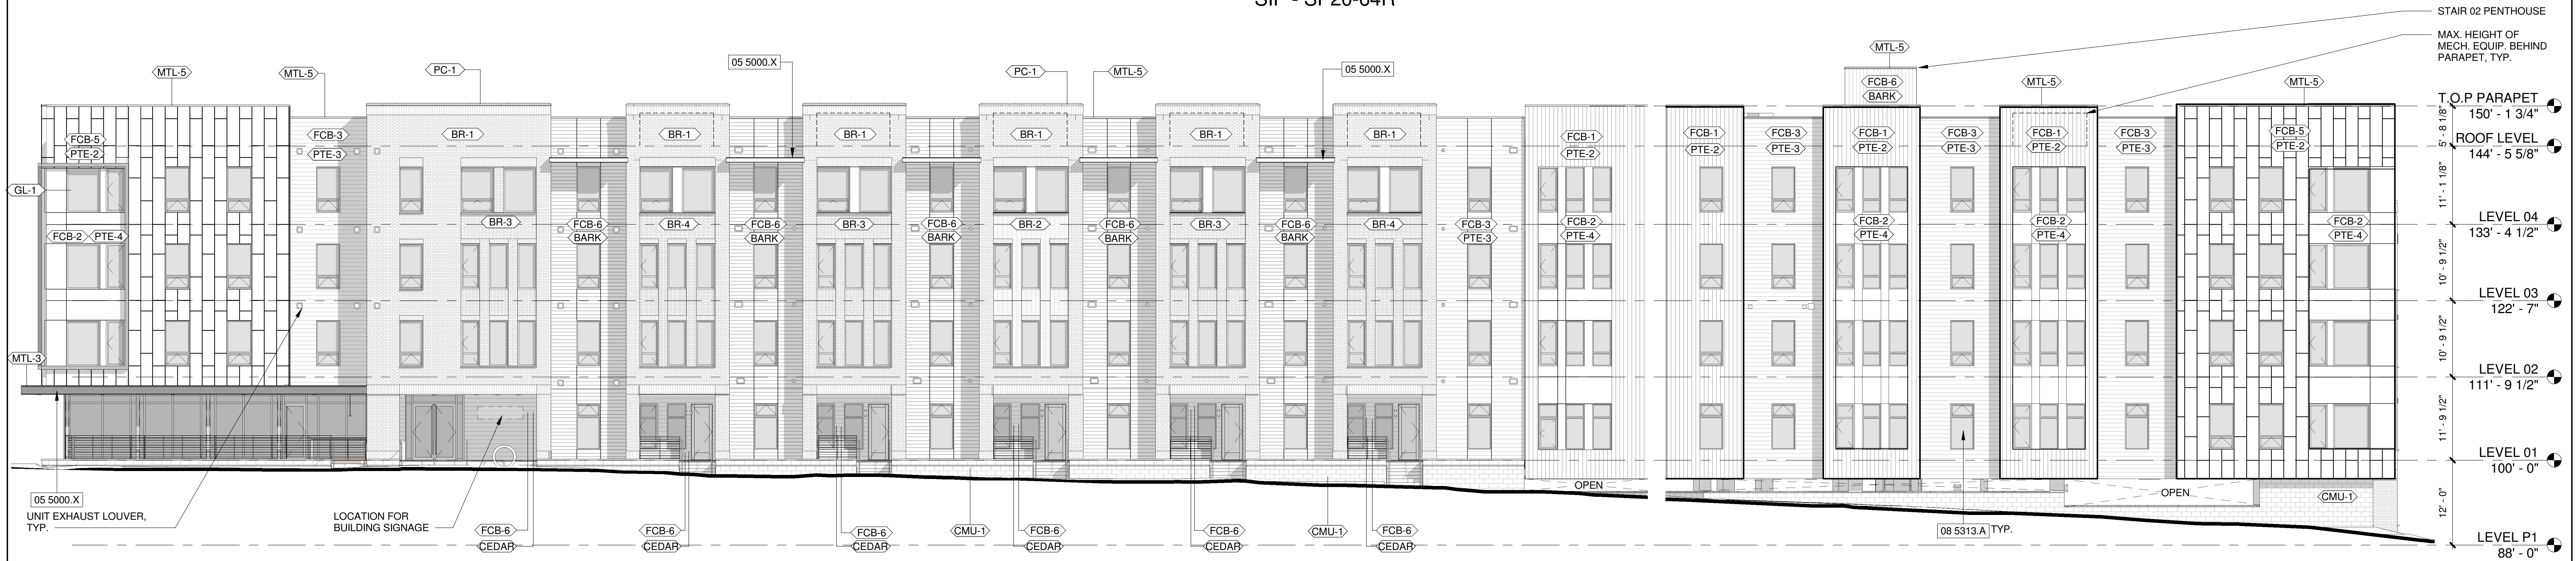 SIP - SP20-64R
STAIR 02 PENTHOUSE
MAX. HEIGHT OF
MECH. EQUIP. BEHIND
PARAPET, TYP.
MTL-5
05 5000.X
PC-1
PC-1
05 5000.X
MTL-5
MTL-5
MTL-5
FCB-6
BARK
MTL-5
MTL-5
T.O.P PARAPET
150' - 1 3/4"
5' - 8 1/8"
FCB-5
PTE-2
FCB-3
PTE-3
BR-1
BR-1
BR-1
BR-1
BR-1
BR-1
FCB-1
PTE-2
FCB-1
PTE-2
FCB-3
PTE-3
FCB-1
PTE-2
FCB-3
PTE-3
FCB-1
PTE-2
FCB-3
PTE-3
FCB-5
PTE-2
ROOF LEVEL
144' - 5 5/8"
GL-1
11' - 1 1/8"
FCB-2
PTE-4
BR-3
FCB-6
BARK
BR-4
FCB-6
BARK
BR-3
FCB-6
BARK
BR-2
FCB-6
BARK
BR-3
FCB-6
BARK
BR-4
FCB-3
PTE-3
FCB-2
PTE-4
FCB-2
PTE-4
FCB-2
PTE-4
FCB-2
PTE-4
LEVEL 04
133' - 4 1/2"
10' - 9 1/2"
LEVEL 03
122' - 7"
10' - 9 1/2"
MTL-3
LEVEL 02
111' - 9 1/2"
11' - 9 1/2"
LEVEL 01
100' - 0"
OPEN
OPEN
CMU-1
12' - 0"
05 5000.X
UNIT EXHAUST LOUVER,
TYP.
LOCATION FOR
BUILDING SIGNAGE
FCB-6
CEDAR
FCB-6
CEDAR
FCB-6
CEDAR
CMU-1
FCB-6
CEDAR
FCB-6
CEDAR
CMU-1
FCB-6
CEDAR
08 5313.A TYP.
LEVEL P1
88' - 0"